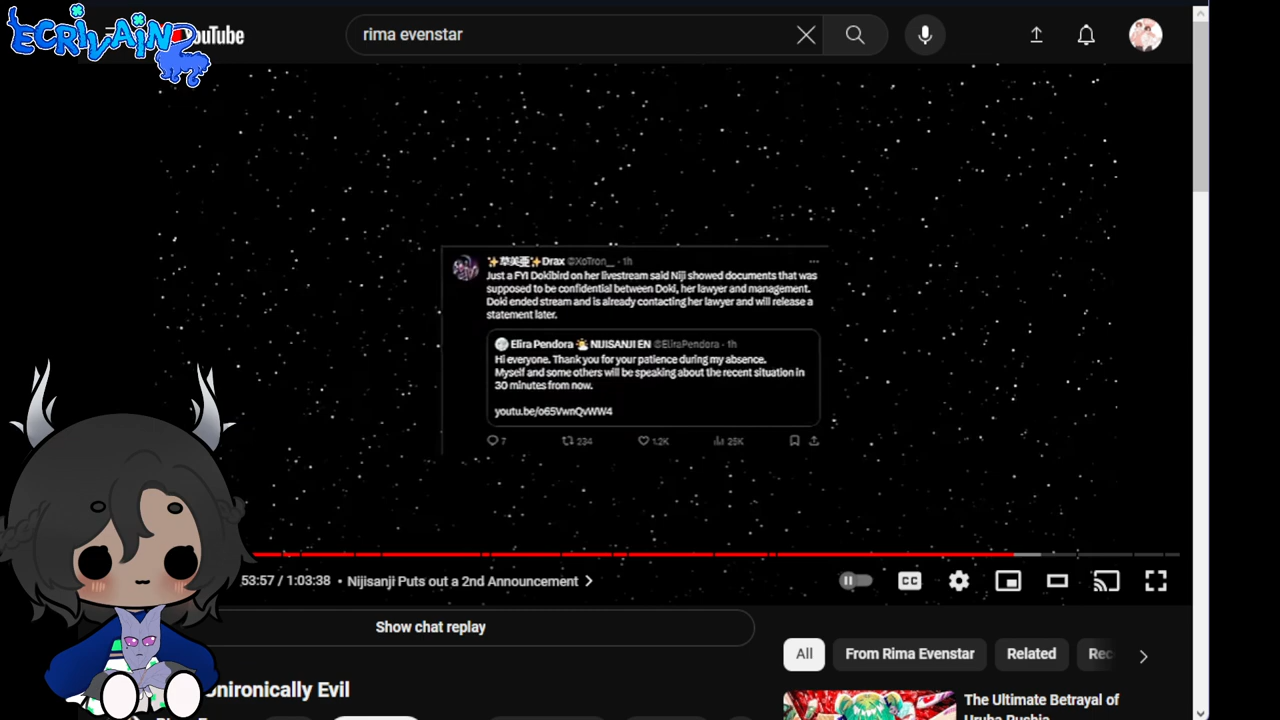 ECRIVAIN
YouTube
rima evenstar
✨草美亜✨Drax @XoTron__ · 1h
Just a FYI Dokibird on her livestream said Niji showed documents that was
supposed to be confidential between Doki, her lawyer and management.
Doki ended stream and is already contacting her lawyer and will release a
statement later.
Elira Pendora 🌤 NIJISANJI EN @EliraPendora · 1h
Hi everyone. Thank you for your patience during my absence.
Myself and some others will be speaking about the recent situation in
30 minutes from now.
youtu.be/o65VwnQvWW4
7 234 1.2K 25K
53:57 / 1:03:38 • Nijisanji Puts out a 2nd Announcement
CC
Show chat replay
All From Rima Evenstar Related Rec
Unironically Evil
The Ultimate Betrayal of
Uruha Rushia